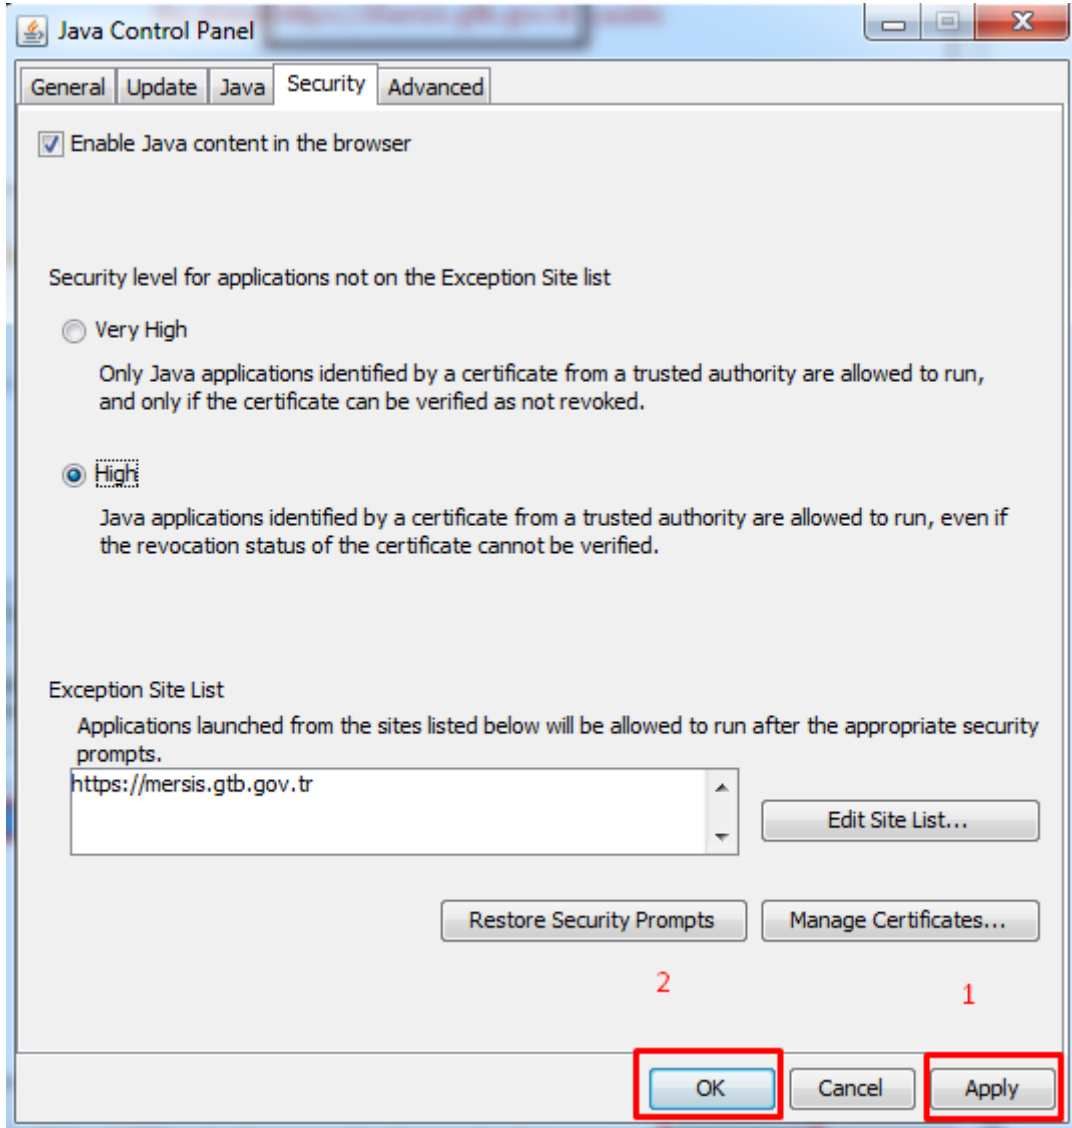 Java Control Panel
General Update Java Security Advanced
Enable Java content in the browser
Security level for applications not on the Exception Site list
Very High
Only Java applications identified by a certificate from a trusted authority are allowed to run,
and only if the certificate can be verified as not revoked.
High
Java applications identified by a certificate from a trusted authority are allowed to run, even if
the revocation status of the certificate cannot be verified.
Exception Site List
Applications launched from the sites listed below will be allowed to run after the appropriate security
prompts.
https://mersis.gtb.gov.tr
Edit Site List...
Restore Security Prompts Manage Certificates...
2 1
OK Cancel Apply